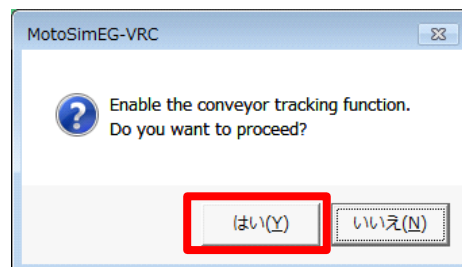 MotoSimEG-VRC
Enable the conveyor tracking function.
Do you want to proceed?
はい(Y)
いいえ(N)